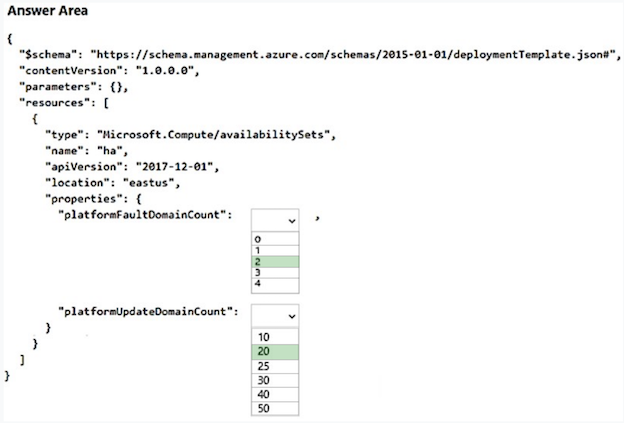 Answer Area
{
"$schema": "https://schema.management.azure.com/schemas/2015-01-01/deploymentTemplate.json#",
"contentVersion": "1.0.0.0",
"parameters": {},
"resources": [
{
"type": "Microsoft.Compute/availabilitySets",
"name": "ha",
"apiVersion": "2017-12-01",
"location": "eastus",
"properties": {
"platformFaultDomainCount": ,
0
1
2
3
4
"platformUpdateDomainCount":
10
20
25
30
40
50
}
}
]
}